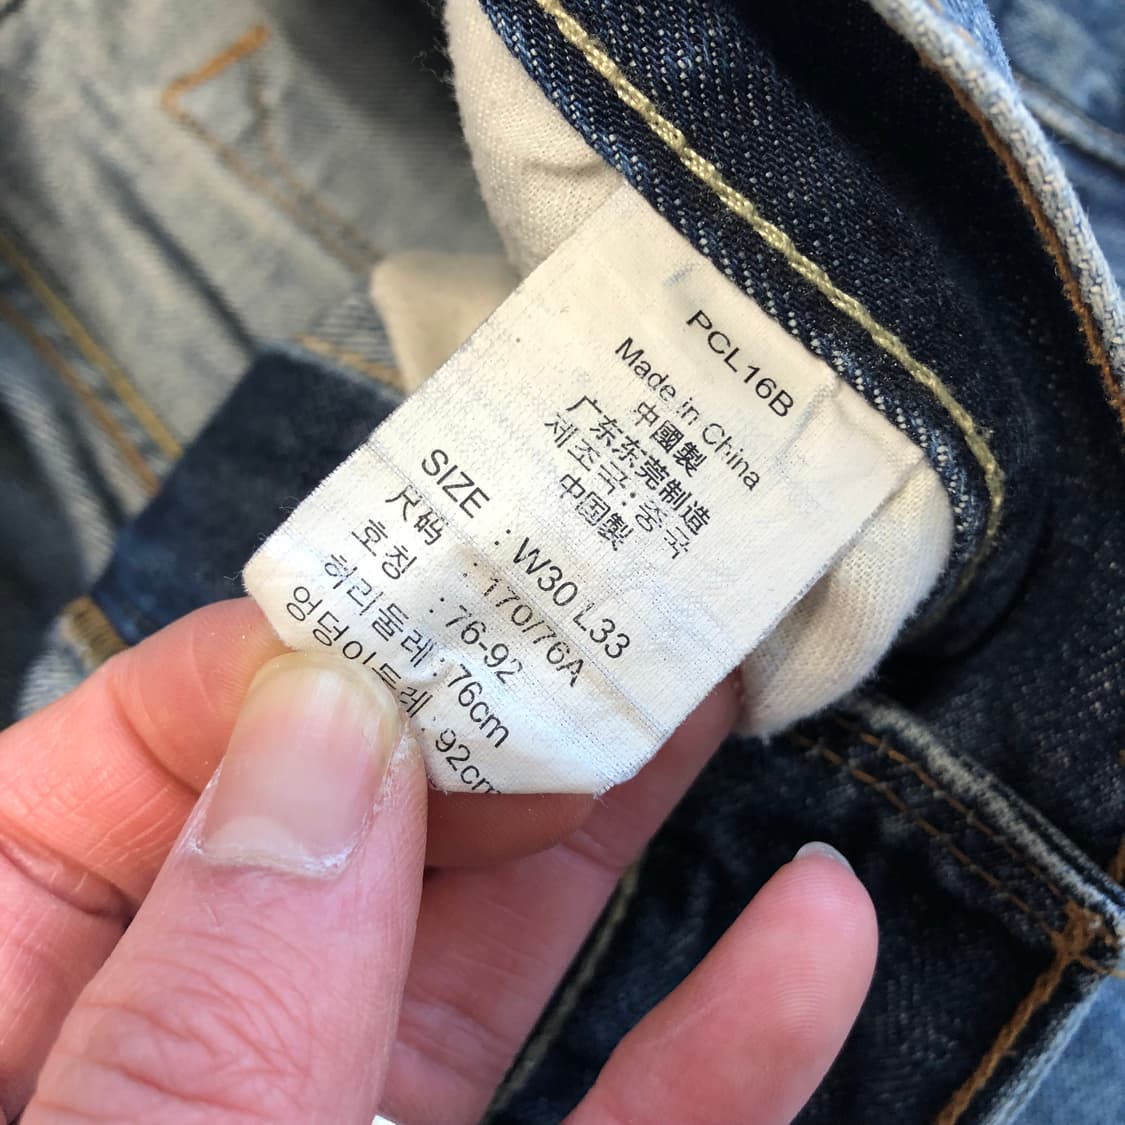 PCL16B
Made in China
中國製
广东东莞制造
제조국:중국
中国製
SIZE : W30 L33
尺码 : 170/76A
호칭 : 76-92
허리둘레: 76cm
엉덩이둘레: 92cm